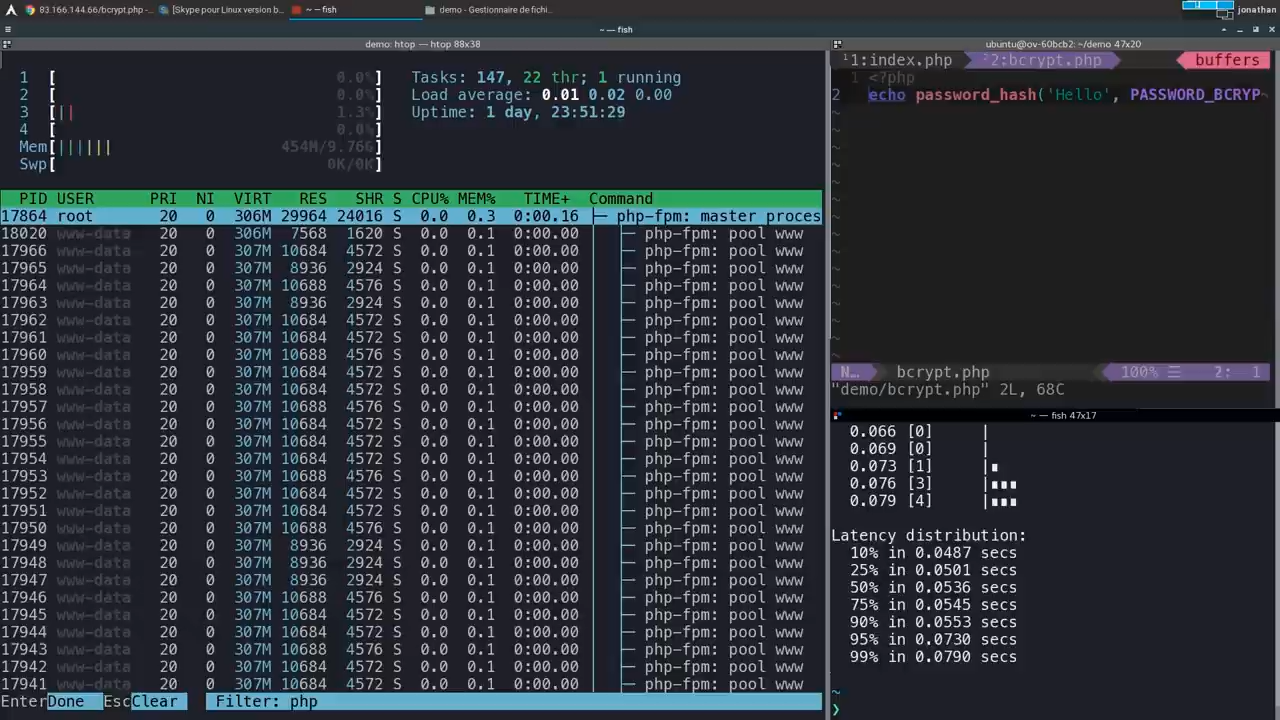 83.166.144.66/bcrypt.php -...
[Skype pour Linux version b...
~ — fish
demo - Gestionnaire de fichi...
jonathan
~ — fish
demo: htop — htop 88x38
1 [ 0.0%]
2 [ 0.0%]
3 [|| 1.3%]
4 [ 0.0%]
Mem[|||||| 454M/9.76G]
Swp[ 0K/0K]
Tasks: 147, 22 thr; 1 running
Load average: 0.01 0.02 0.00
Uptime: 1 day, 23:51:29
PID USER PRI NI VIRT RES SHR S CPU% MEM% TIME+ Command
17864 root 20 0 306M 29964 24016 S 0.0 0.3 0:00.16 ├─ php-fpm: master proces
18020 www-data 20 0 306M 7568 1620 S 0.0 0.1 0:00.00 │ ├─ php-fpm: pool www
17966 www-data 20 0 307M 10684 4572 S 0.0 0.1 0:00.00 │ ├─ php-fpm: pool www
17965 www-data 20 0 307M 8936 2924 S 0.0 0.1 0:00.00 │ ├─ php-fpm: pool www
17964 www-data 20 0 307M 10688 4576 S 0.0 0.1 0:00.00 │ ├─ php-fpm: pool www
17963 www-data 20 0 307M 8936 2924 S 0.0 0.1 0:00.00 │ ├─ php-fpm: pool www
17962 www-data 20 0 307M 10684 4572 S 0.0 0.1 0:00.00 │ ├─ php-fpm: pool www
17961 www-data 20 0 307M 10684 4572 S 0.0 0.1 0:00.00 │ ├─ php-fpm: pool www
17960 www-data 20 0 307M 10688 4576 S 0.0 0.1 0:00.00 │ ├─ php-fpm: pool www
17959 www-data 20 0 307M 10684 4572 S 0.0 0.1 0:00.00 │ ├─ php-fpm: pool www
17958 www-data 20 0 307M 10684 4572 S 0.0 0.1 0:00.00 │ ├─ php-fpm: pool www
17957 www-data 20 0 307M 10688 4576 S 0.0 0.1 0:00.00 │ ├─ php-fpm: pool www
17956 www-data 20 0 307M 10684 4572 S 0.0 0.1 0:00.00 │ ├─ php-fpm: pool www
17955 www-data 20 0 307M 10684 4572 S 0.0 0.1 0:00.00 │ ├─ php-fpm: pool www
17954 www-data 20 0 307M 10684 4572 S 0.0 0.1 0:00.00 │ ├─ php-fpm: pool www
17953 www-data 20 0 307M 10688 4576 S 0.0 0.1 0:00.00 │ ├─ php-fpm: pool www
17952 www-data 20 0 307M 10684 4572 S 0.0 0.1 0:00.00 │ ├─ php-fpm: pool www
17951 www-data 20 0 307M 10684 4572 S 0.0 0.1 0:00.00 │ ├─ php-fpm: pool www
17950 www-data 20 0 307M 10688 4576 S 0.0 0.1 0:00.00 │ ├─ php-fpm: pool www
17949 www-data 20 0 307M 8936 2924 S 0.0 0.1 0:00.00 │ ├─ php-fpm: pool www
17948 www-data 20 0 307M 8936 2924 S 0.0 0.1 0:00.00 │ ├─ php-fpm: pool www
17947 www-data 20 0 307M 8936 2924 S 0.0 0.1 0:00.00 │ ├─ php-fpm: pool www
17946 www-data 20 0 307M 10688 4576 S 0.0 0.1 0:00.00 │ ├─ php-fpm: pool www
17945 www-data 20 0 307M 10684 4572 S 0.0 0.1 0:00.00 │ ├─ php-fpm: pool www
17944 www-data 20 0 307M 10684 4572 S 0.0 0.1 0:00.00 │ ├─ php-fpm: pool www
17943 www-data 20 0 307M 10688 4576 S 0.0 0.1 0:00.00 │ ├─ php-fpm: pool www
17942 www-data 20 0 307M 10684 4572 S 0.0 0.1 0:00.00 │ ├─ php-fpm: pool www
17941 www-data 20 0 307M 10684 4572 S 0.0 0.1 0:00.00 │ ├─ php-fpm: pool www
EnterDone EscClear Filter: php
ubuntu@ov-60bcb2: ~/demo 47x20
1:index.php 2:bcrypt.php buffers
1 <?php
2 echo password_hash('Hello', PASSWORD_BCRYP
N… bcrypt.php 100% ☰ 2: 1
"demo/bcrypt.php" 2L, 68C
~ — fish 47x17
0.066 [0] |
0.069 [0] |
0.073 [1] |∎
0.076 [3] |∎∎∎
0.079 [4] |∎∎∎
Latency distribution:
10% in 0.0487 secs
25% in 0.0501 secs
50% in 0.0536 secs
75% in 0.0545 secs
90% in 0.0553 secs
95% in 0.0730 secs
99% in 0.0790 secs
~
❯